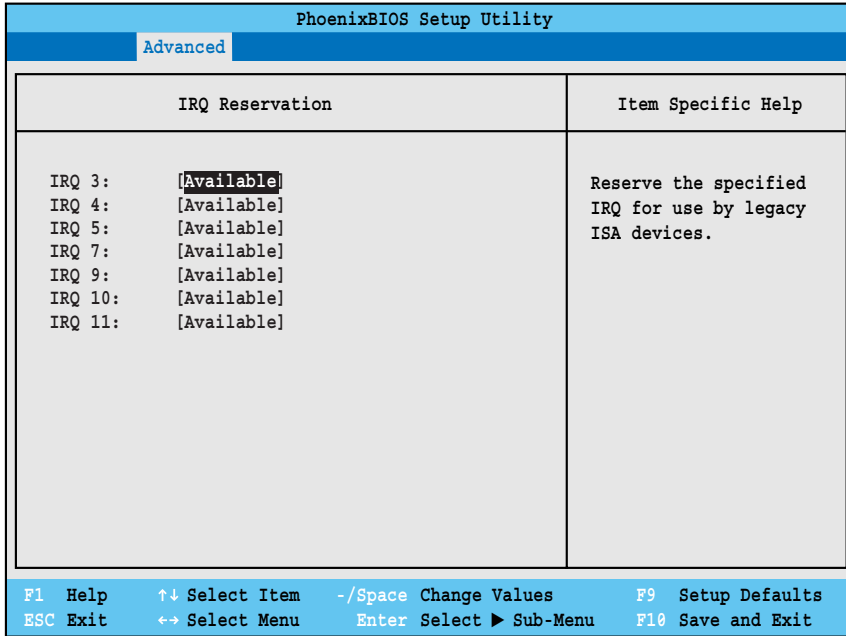 PhoenixBIOS Setup Utility
Advanced
IRQ Reservation
Item Specific Help
IRQ 3: [Available]
IRQ 4: [Available]
IRQ 5: [Available]
IRQ 7: [Available]
IRQ 9: [Available]
IRQ 10: [Available]
IRQ 11: [Available]
Reserve the specified
IRQ for use by legacy
ISA devices.
F1 Help ↑↓ Select Item -/Space Change Values F9 Setup Defaults
ESC Exit ←→ Select Menu Enter Select ▶ Sub-Menu F10 Save and Exit